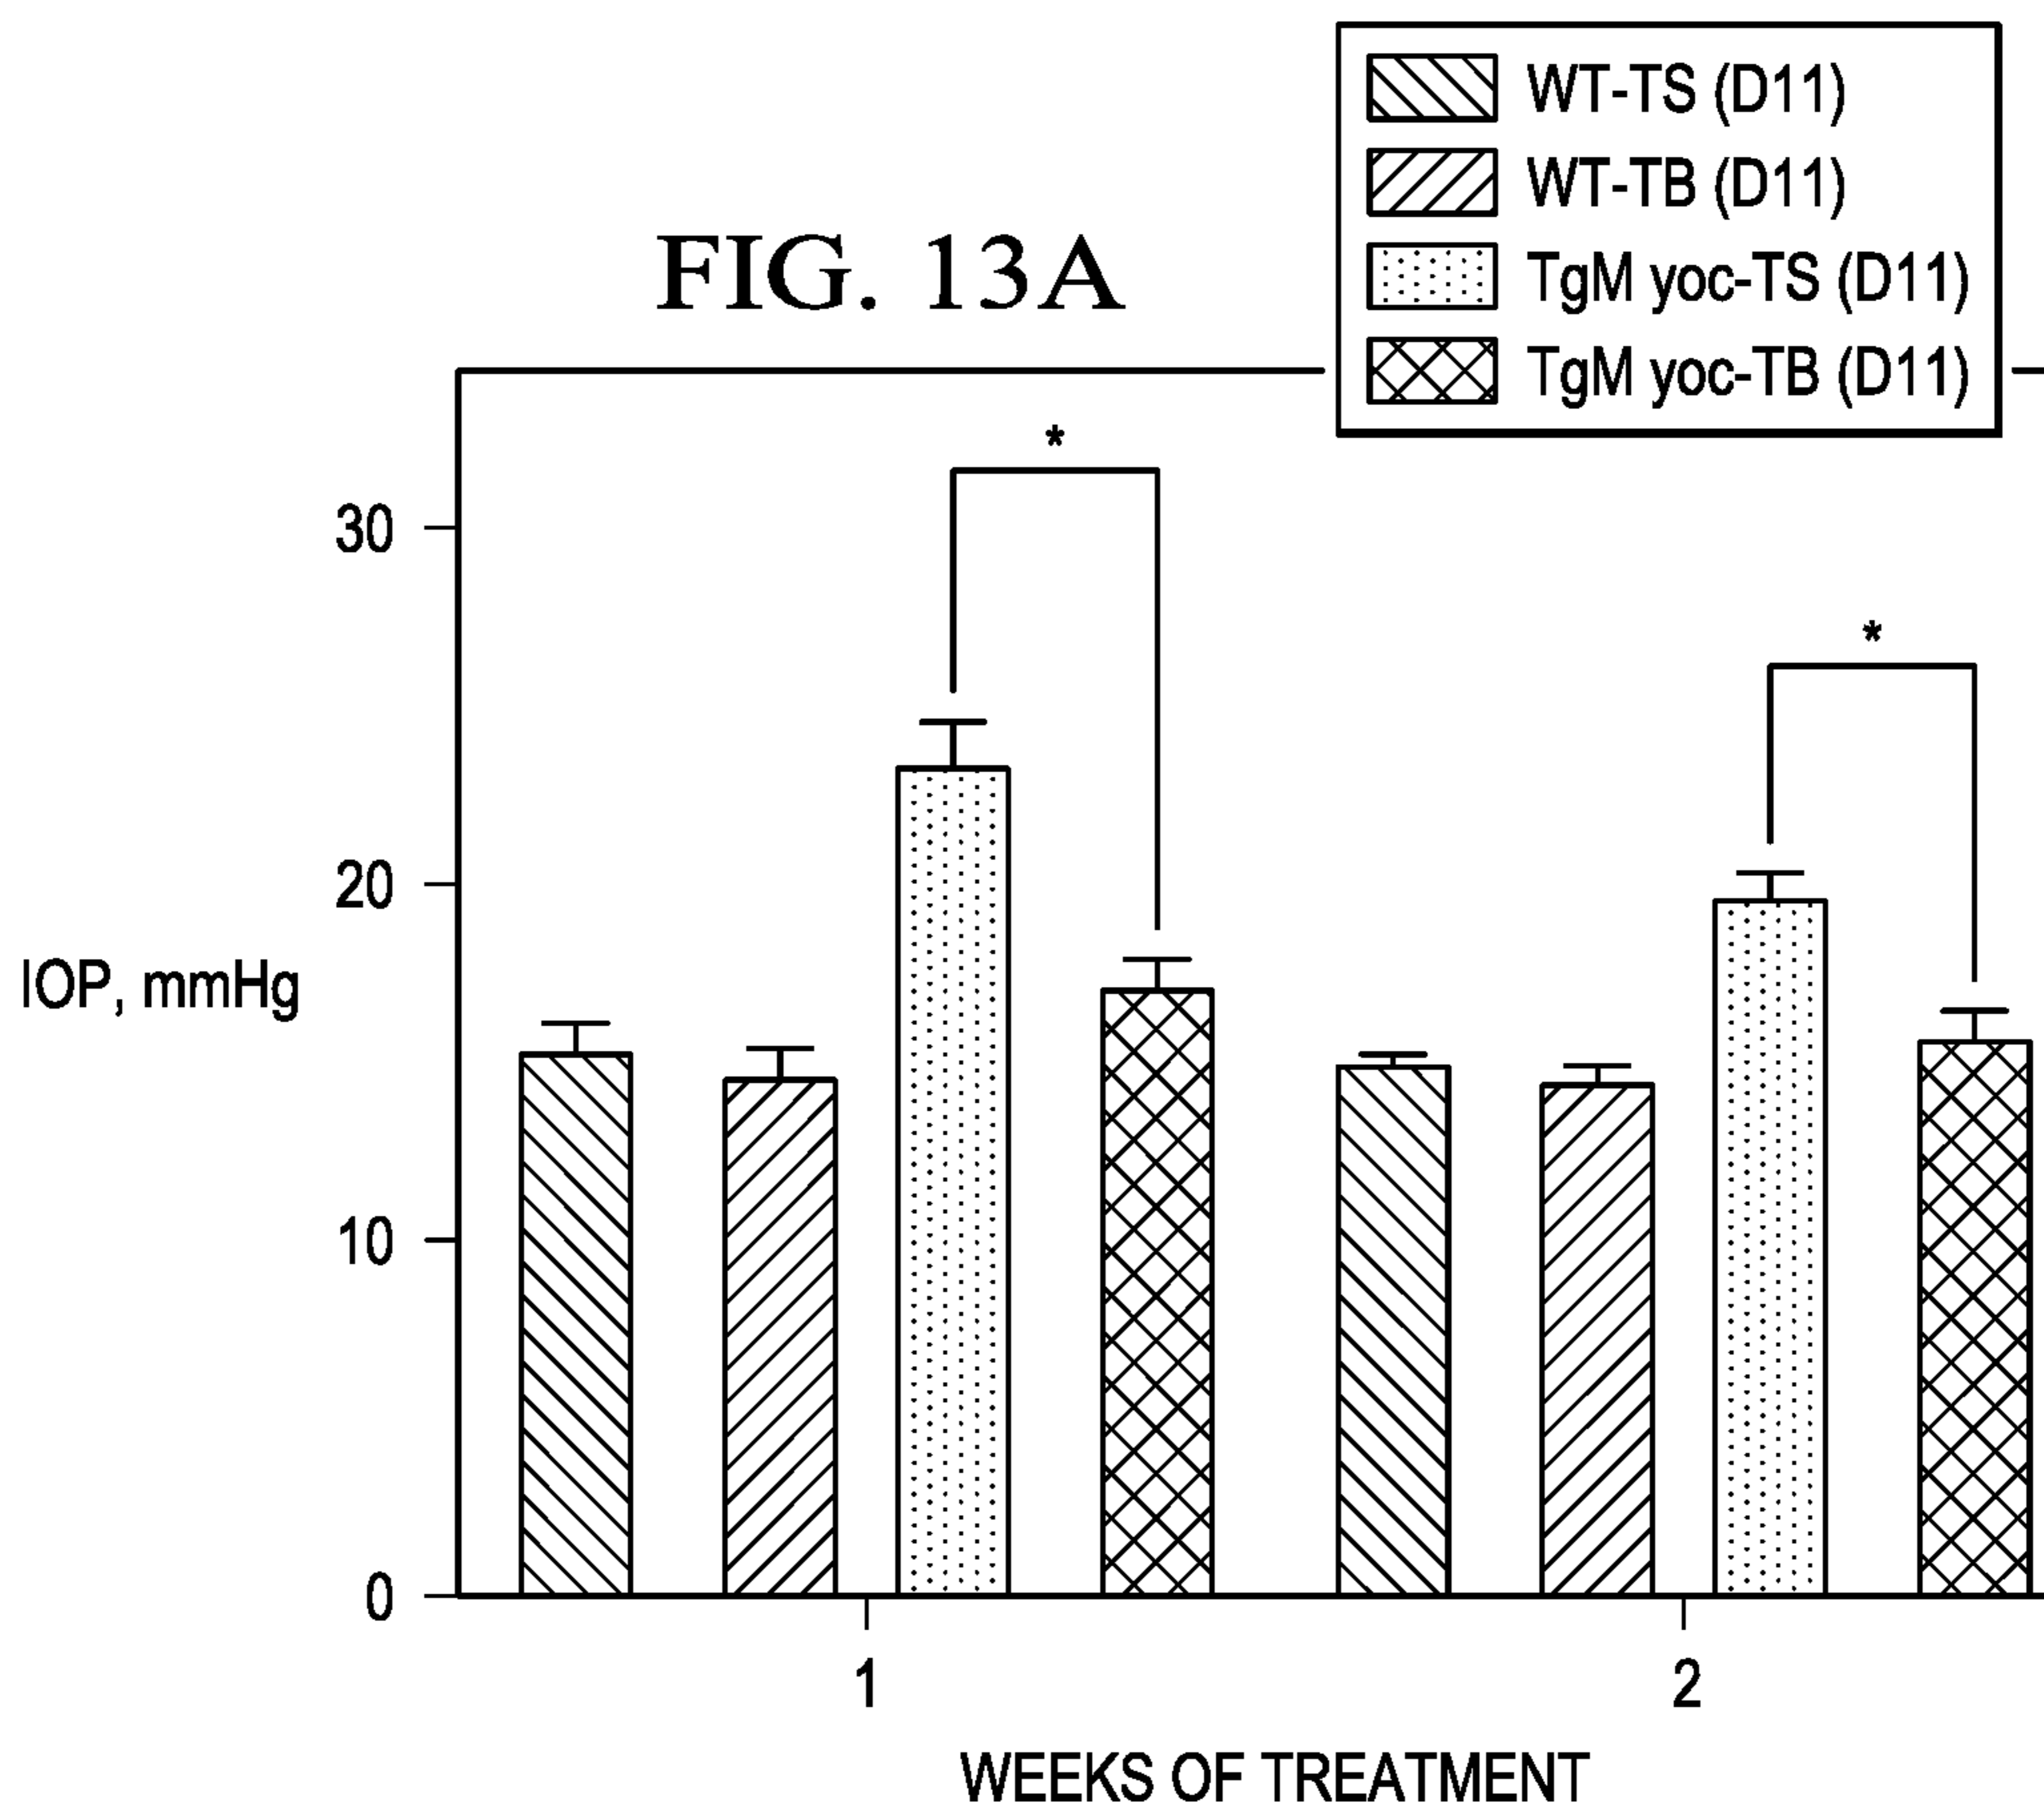 WT-TS (D11)
WT-TB (D11)
TgM yoc-TS (D11)
TgM yoc-TB (D11)
FIG. 13A
*
*
30
20
10
0
IOP, mmHg
1
2
WEEKS OF TREATMENT